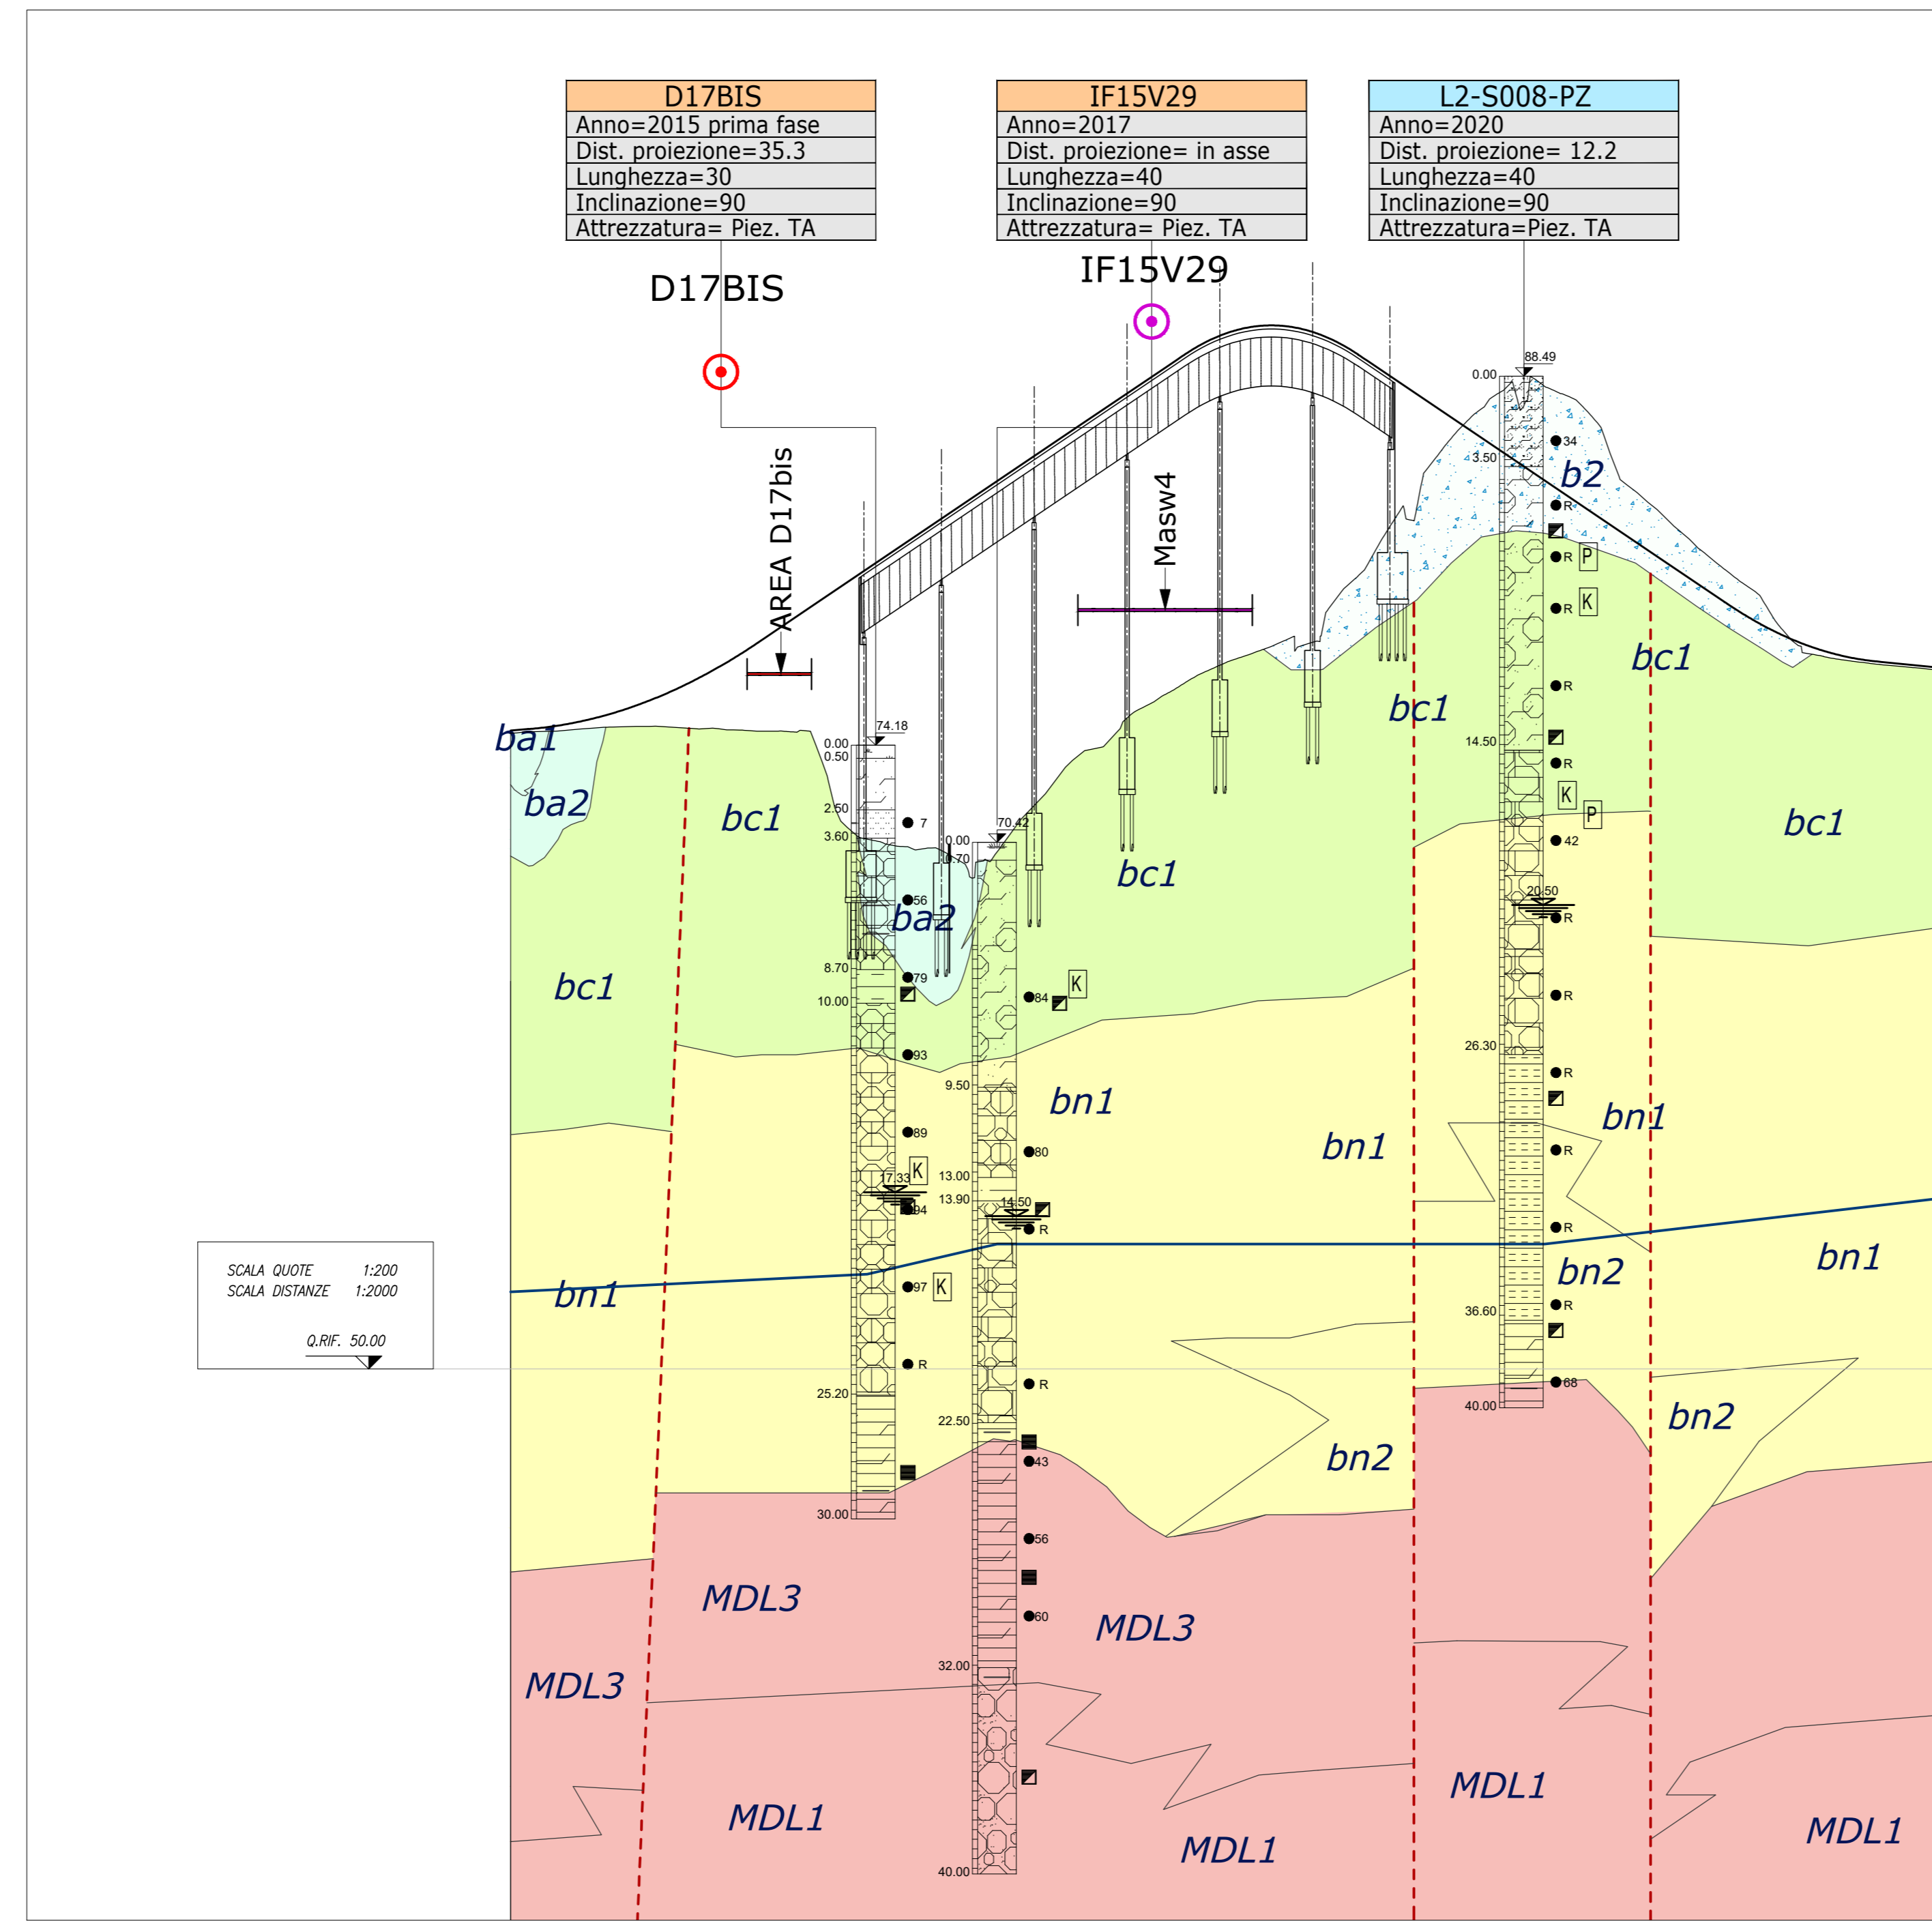 D17BIS
Anno=2015 prima fase
Dist. proiezione=35.3
Lunghezza=30
Inclinazione=90
Attrezzatura= Piez. TA
IF15V29
Anno=2017
Dist. proiezione= in asse
Lunghezza=40
Inclinazione=90
Attrezzatura= Piez. TA
L2-S008-PZ
Anno=2020
Dist. proiezione= 12.2
Lunghezza=40
Inclinazione=90
Attrezzatura=Piez. TA
D17BIS
IF15V29
AREA D17bis
Masw4
88.49
0.00
34
3.50
b2
R
R
P
R
K
bc1
R
bc1
14.50
R
K
P
42
bc1
20.50
R
R
26.30
R
bn1
R
bn1
R
bn2
bn1
R
36.60
68
40.00
bn2
bn2
ba1
ba2
bc1
bc1
74.18
0.00
0.50
2.50
7
3.60
56
ba2
8.70
79
10.00
93
89
K
17.33
94
97
K
R
25.20
30.00
70.42
0.00
0.70
bc1
84
K
9.50
bn1
80
13.00
13.90
14.50
R
R
22.50
43
56
60
32.00
40.00
bn1
SCALA QUOTE 1:200
SCALA DISTANZE 1:2000
Q.RIF. 50.00
MDL3
MDL3
MDL3
MDL1
MDL1
MDL1
MDL1